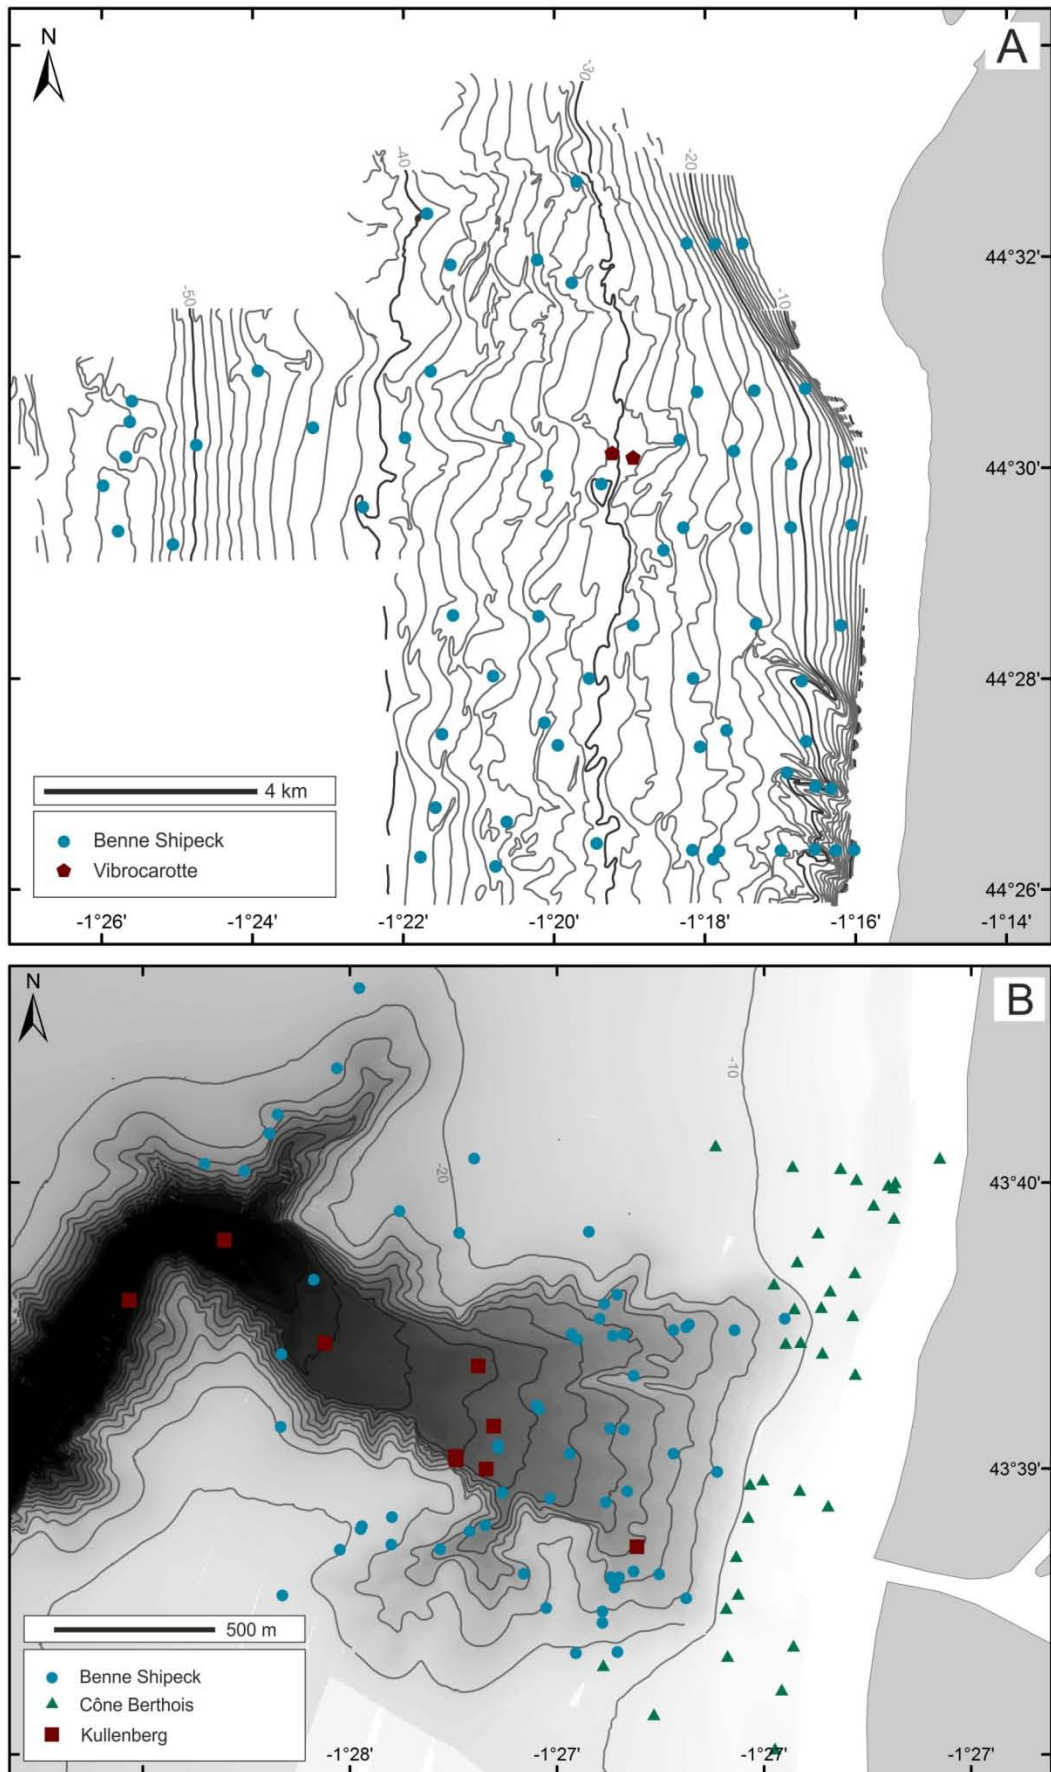 A
N
-30
-40
-20
44°32'
-50
-10
44°30'
44°28'
4 km
Benne Shipeck
Vibrocarotte
44°26'
-1°26'
-1°24'
-1°22'
-1°20'
-1°18'
-1°16'
-1°14'
N
B
-10
-20
43°40'
43°39'
500 m
Benne Shipeck
Cône Berthois
Kullenberg
-1°28'
-1°27'
-1°27'
-1°27'